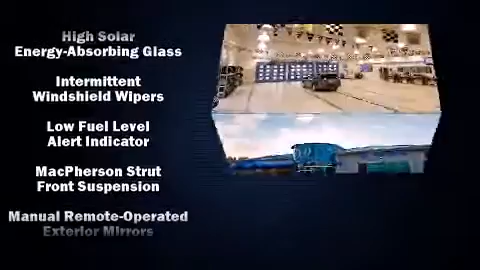 High Solar
Energy-Absorbing Glass
Intermittent
Windshield Wipers
Low Fuel Level
Alert Indicator
MacPherson Strut
Front Suspension
Manual Remote-Operated
Exterior Mirrors